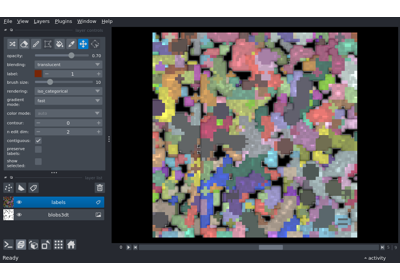 File View Layers Plugins Window Help
opacity: 0.70
blending: translucent
label: 1
brush size: 10
rendering: iso_categorical
gradient mode: fast
color mode:
contour: 0
n edit dim: 2
contiguous:
preserve labels:
show selected:
labels
blobs3dt
Ready
activity